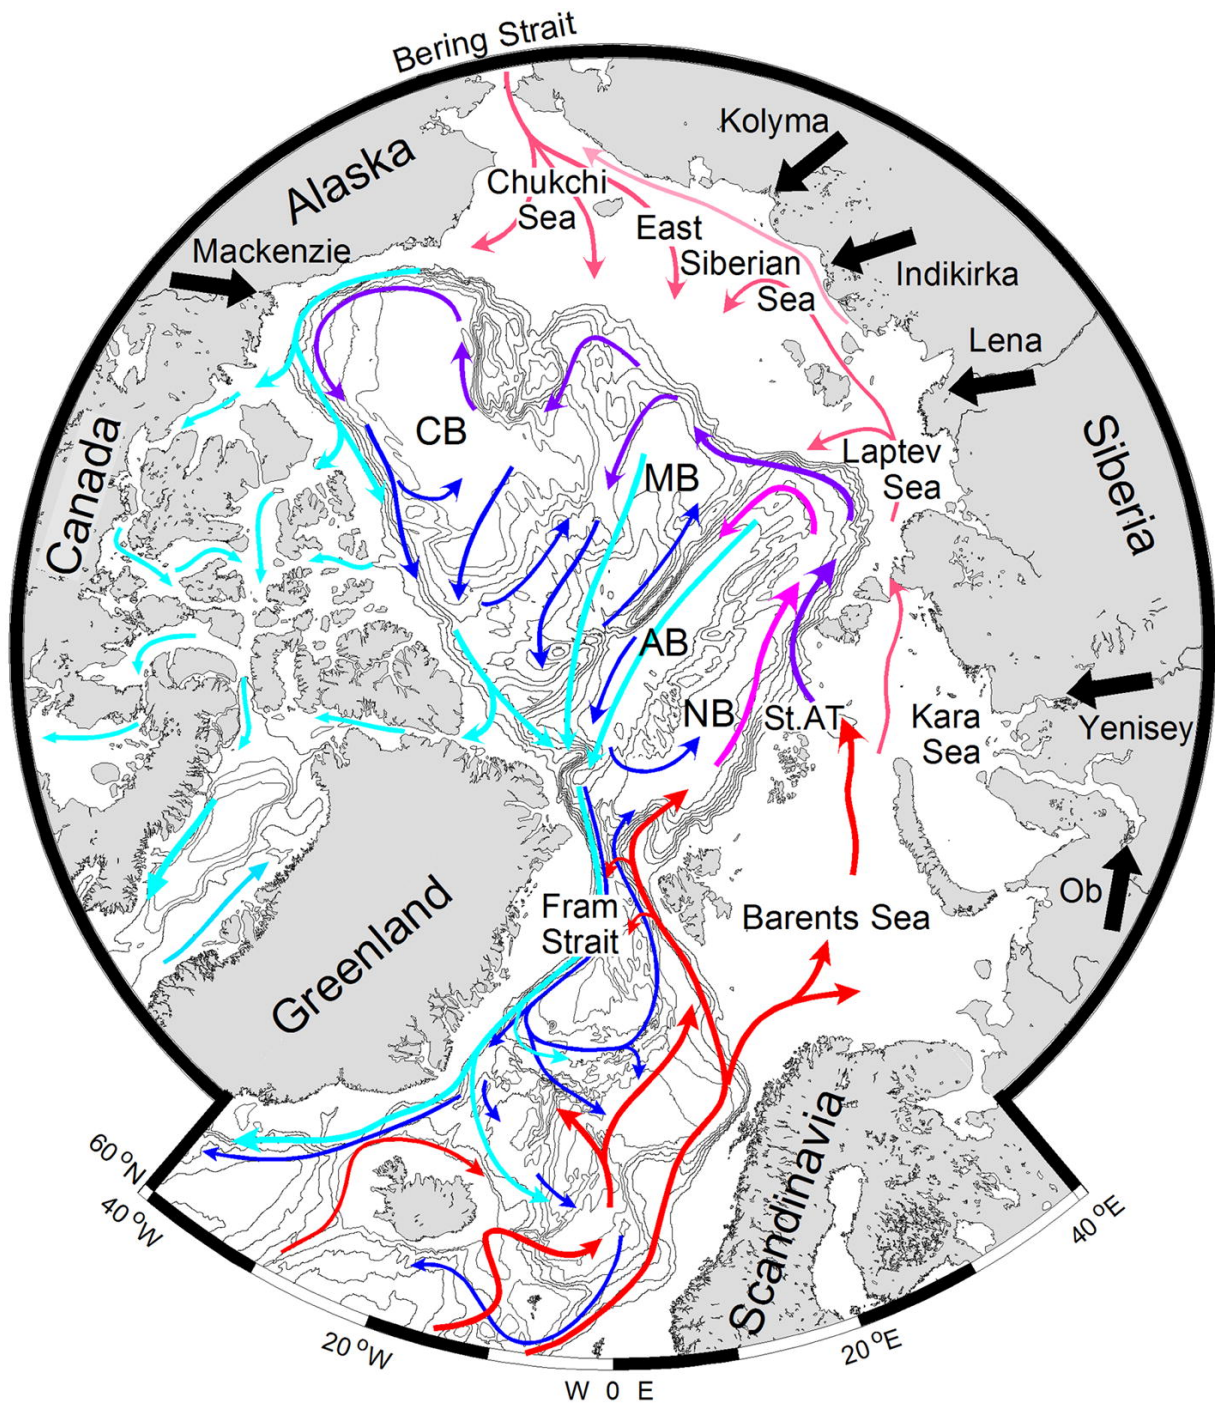 Bering Strait
Kolyma
Alaska
Chukchi
Sea
East
Siberian
Sea
Mackenzie
Indikirka
Lena
CB
Canada
Siberia
Laptev
Sea
MB
AB
NB
St.AT
Kara
Sea
Yenisey
Ob
Fram
Strait
Barents Sea
Greenland
Scandinavia
60 °N
40 °W
40 °E
20 °W
20 °E
W 0 E